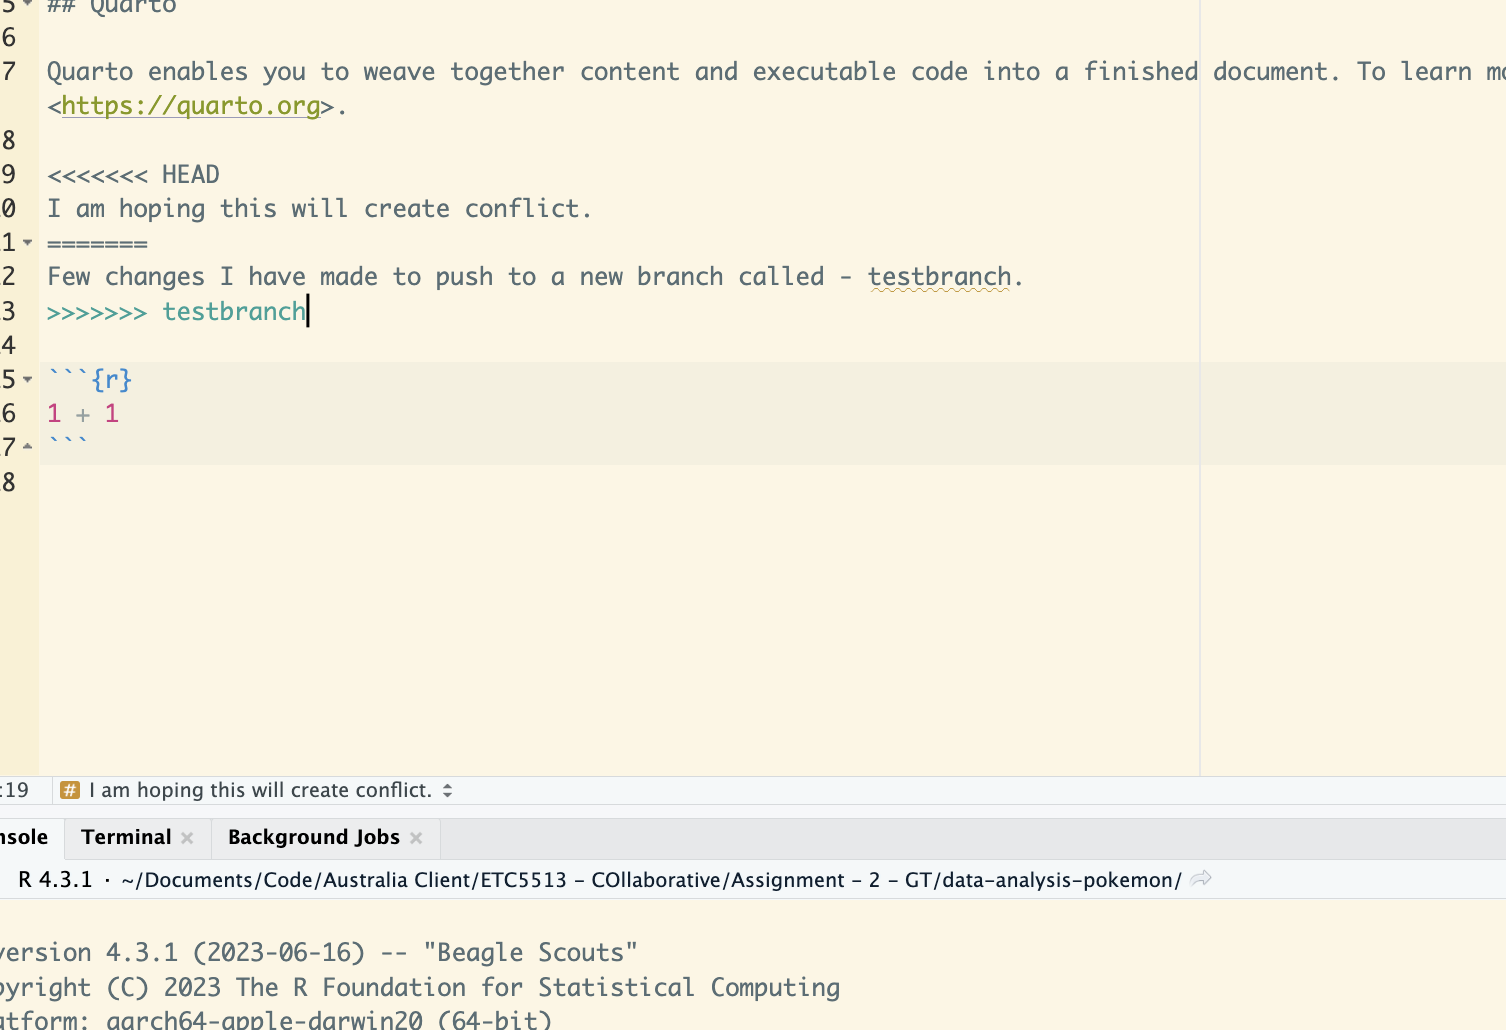 5 ## Quarto
6
7 Quarto enables you to weave together content and executable code into a finished document. To learn
<https://quarto.org>.
8
9 <<<<<<< HEAD
0 I am hoping this will create conflict.
1 =======
2 Few changes I have made to push to a new branch called - testbranch.
3 >>>>>>> testbranch
4
5 ```{r}
6 1 + 1
7 ```
8
:19 # I am hoping this will create conflict.
nsole Terminal × Background Jobs ×
R 4.3.1 · ~/Documents/Code/Australia Client/ETC5513 - COllaborative/Assignment - 2 - GT/data-analysis-pokemon/
version 4.3.1 (2023-06-16) -- "Beagle Scouts"
pyright (C) 2023 The R Foundation for Statistical Computing
atform: aarch64-apple-darwin20 (64-bit)